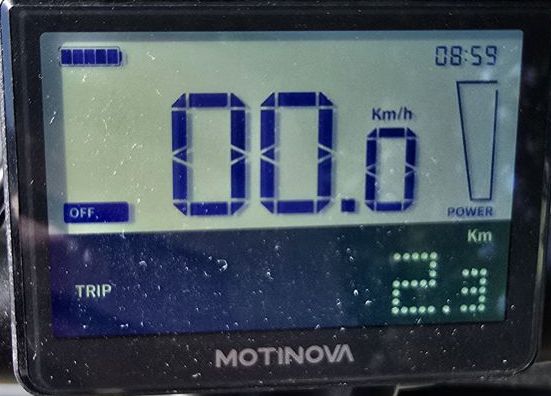 08:59
Km/h
00.0
OFF
POWER
Km
TRIP
2.3
MOTINOVA